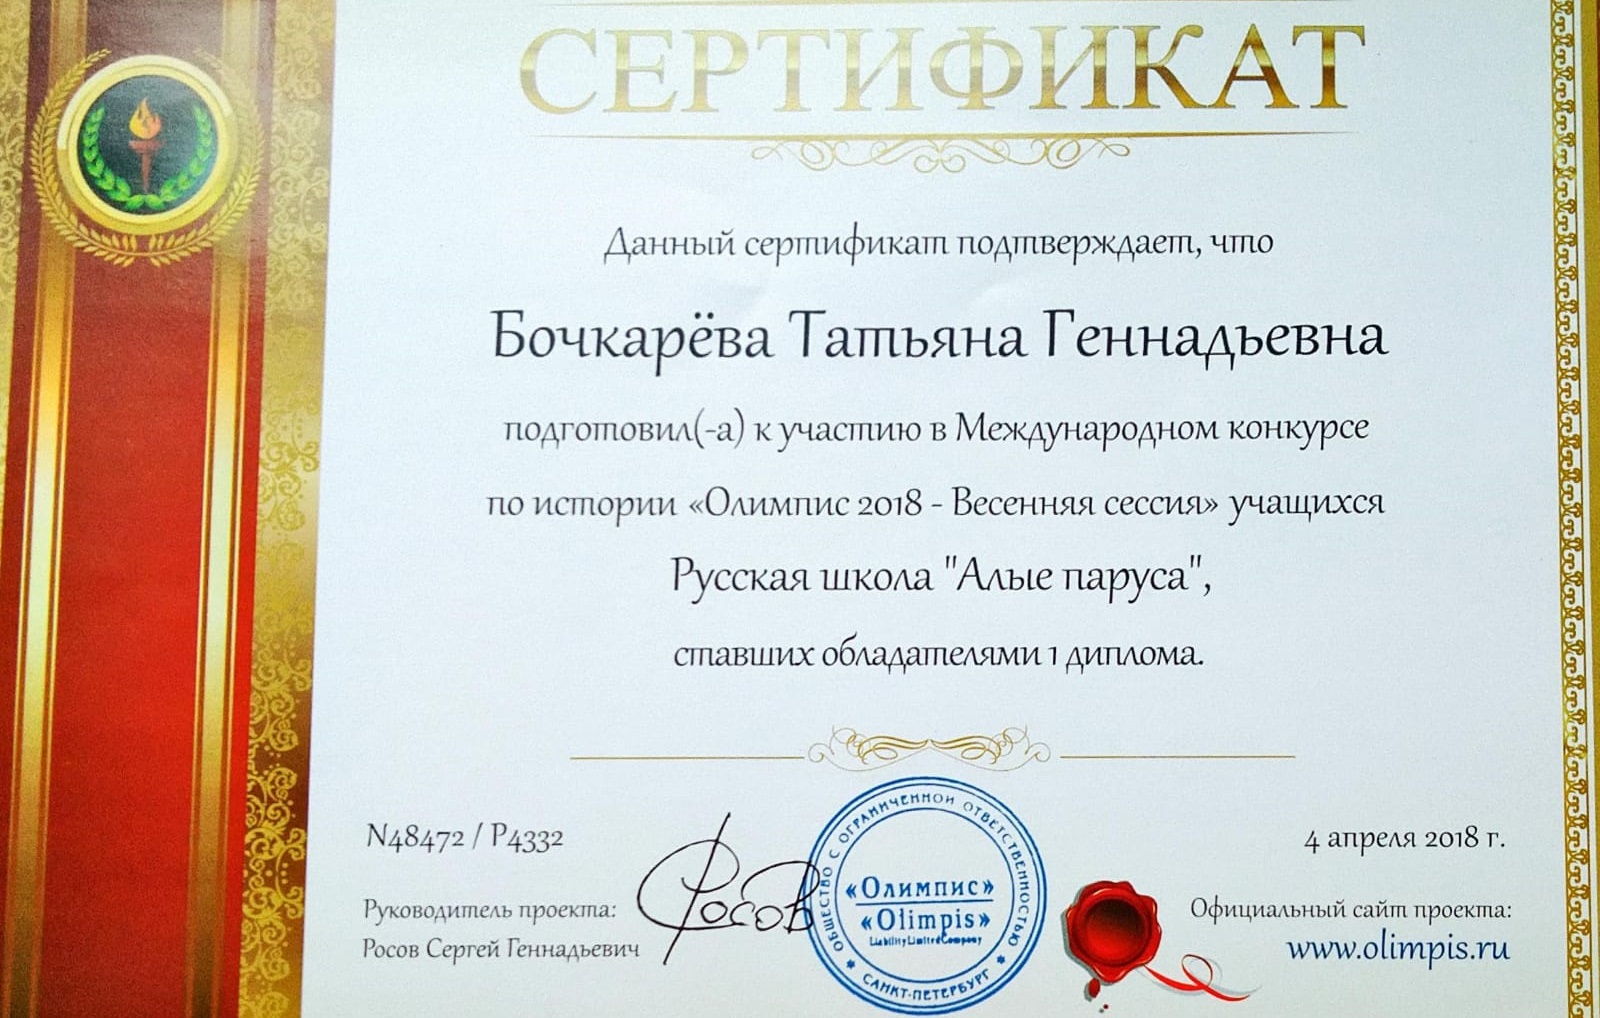 СЕРТИФИКАТ
Данный сертификат подтверждает, что
Бочкарёва Татьяна Геннадьевна
подготовил(-а) к участию в Международном конкурсе
по истории «Олимпис 2018 - Весенняя сессия» учащихся
Русская школа "Алые паруса",
ставших обладателями 1 диплома.
N48472 / P4332
4 апреля 2018 г.
Руководитель проекта:
Росов Сергей Геннадьевич
Росов
ОБЩЕСТВО С ОГРАНИЧЕННОЙ ОТВЕТСТВЕННОСТЬЮ
«Олимпис»
«Olimpis»
Liability Limited Company
* САНКТ-ПЕТЕРБУРГ *
Официальный сайт проекта:
www.olimpis.ru